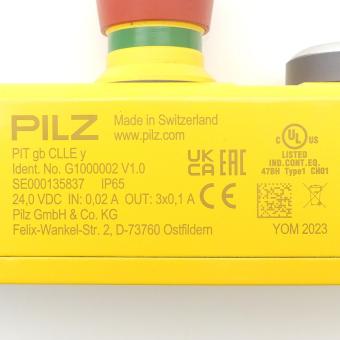 PILZ
Made in Switzerland
www.pilz.com
PiT gb CLLE y
Ident. No. G1000002 V1.0
SE000135837 IP65
24,0 VDC IN: 0,02 A OUT: 3x0,1 A
Pilz GmbH & Co. KG
Felix-Wankel-Str. 2, D-73760 Ostfildern
UK
CA
EAC
c UL US
LISTED
IND.CONT.EQ.
47BH Type1 CH01
YOM 2023